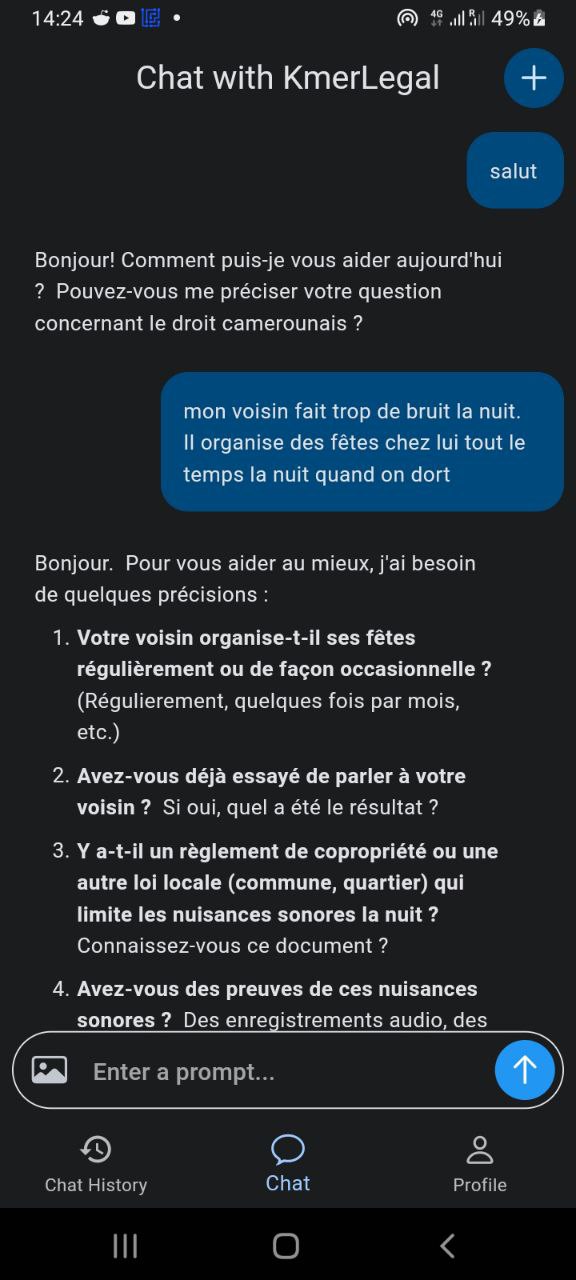 14:24
4G R 49%
Chat with KmerLegal
salut
Bonjour! Comment puis-je vous aider aujourd'hui
?  Pouvez-vous me préciser votre question
concernant le droit camerounais ?
mon voisin fait trop de bruit la nuit.
Il organise des fêtes chez lui tout le
temps la nuit quand on dort
Bonjour.  Pour vous aider au mieux, j'ai besoin
de quelques précisions :
1. Votre voisin organise-t-il ses fêtes
régulièrement ou de façon occasionnelle ?
(Régulierement, quelques fois par mois,
etc.)
2. Avez-vous déjà essayé de parler à votre
voisin ?  Si oui, quel a été le résultat ?
3. Y a-t-il un règlement de copropriété ou une
autre loi locale (commune, quartier) qui
limite les nuisances sonores la nuit ?
Connaissez-vous ce document ?
4. Avez-vous des preuves de ces nuisances
sonores ?  Des enregistrements audio, des
Enter a prompt...
Chat History
Chat
Profile